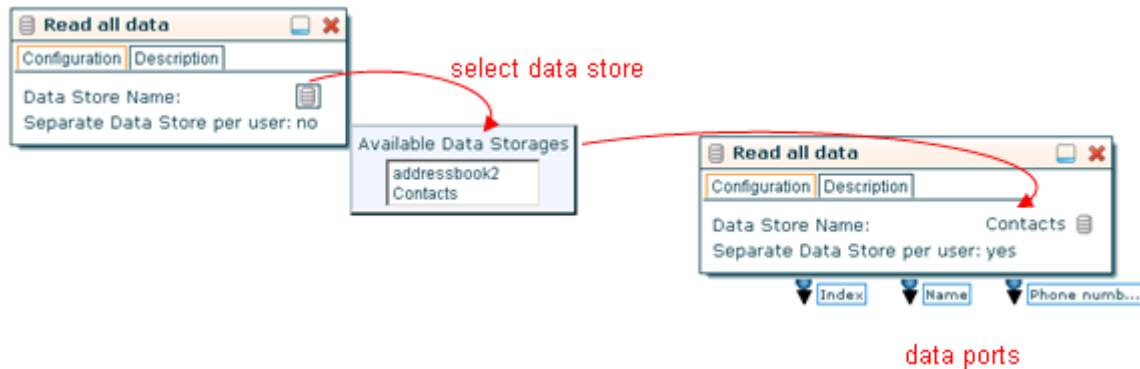 Read all data
Configuration Description
Data Store Name:
Separate Data Store per user: no
select data store
Available Data Storages
addressbook2
Contacts
Read all data
Configuration Description
Data Store Name: Contacts
Separate Data Store per user: yes
Index Name Phone numb...
data ports